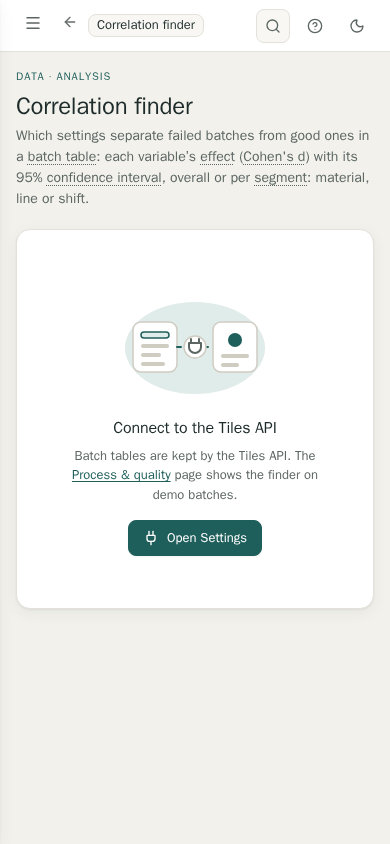 Correlation finder
DATA · ANALYSIS
Correlation finder
Which settings separate failed batches from good ones in
a batch table: each variable's effect (Cohen's d) with its
95% confidence interval, overall or per segment: material,
line or shift.
Connect to the Tiles API
Batch tables are kept by the Tiles API. The
Process & quality page shows the finder on
demo batches.
Open Settings